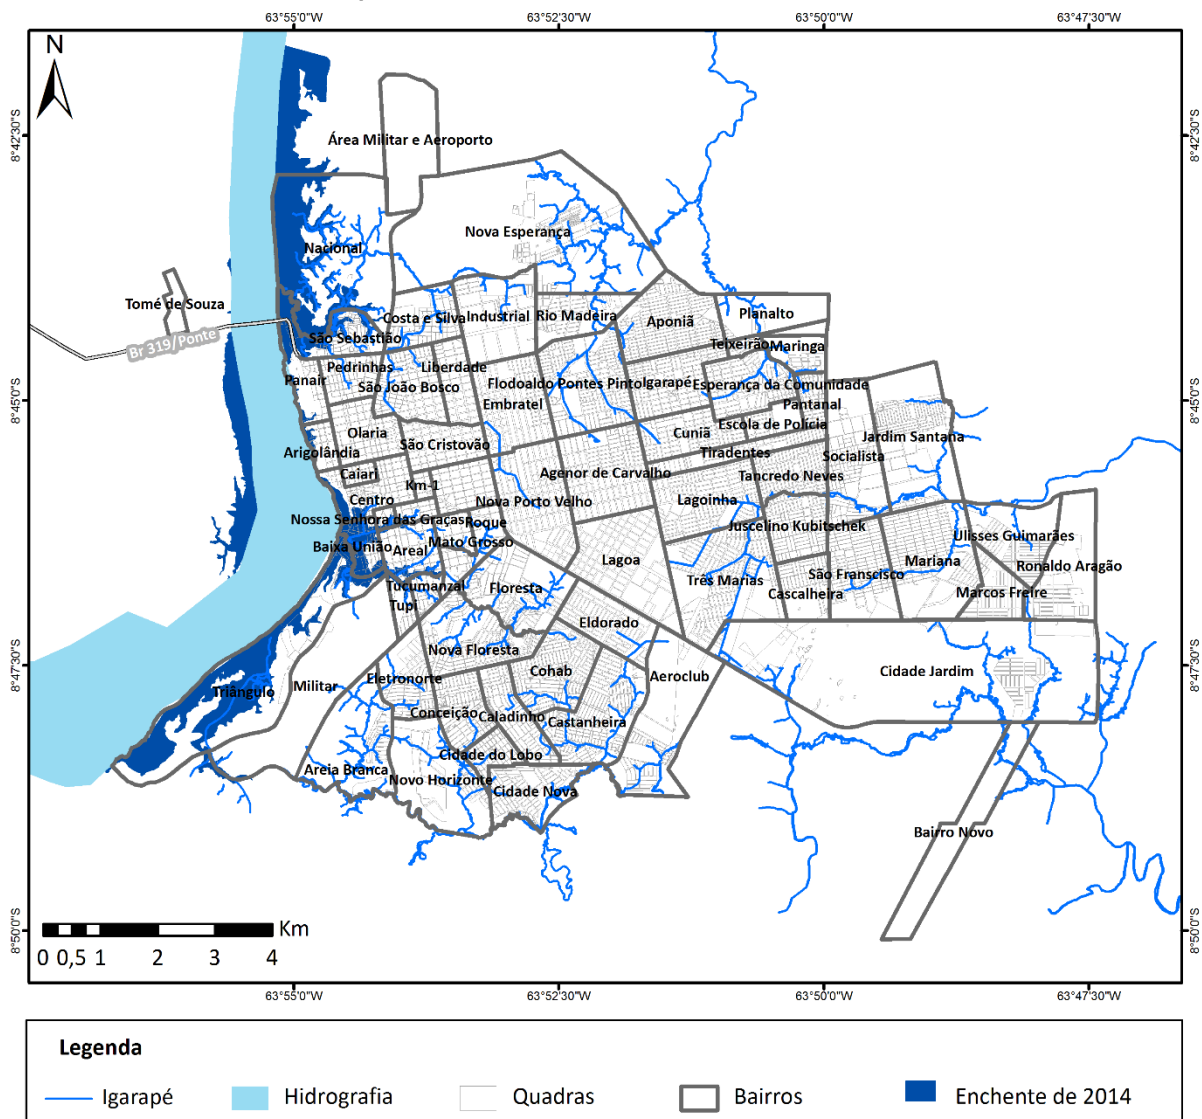 63°55'0"W 63°52'30"W 63°50'0"W 63°47'30"W
N
8°42'30"S
8°42'30"S
Área Militar e Aeroporto
Nova Esperança
Nacional
Tomé de Souza
Costa e Silva
Industrial
Rio Madeira
Aponiã
Planalto
Br 319/Ponte
São Sebastião
Teixeirão
Maringa
Pedrinhas
Liberdade
Panair
São João Bosco
Flodoaldo Pontes Pinto
Igarapé
Esperança da Comunidade
8°45'0"S
8°45'0"S
Embratel
Pantanal
Escola de Polícia
Olaria
Cuniã
Jardim Santana
São Cristovão
Arigolândia
Tiradentes
Socialista
Caiari
Agenor de Carvalho
Tancredo Neves
Km-1
Centro
Nova Porto Velho
Lagoinha
Nossa Senhora das Graças
Roque
Juscelino Kubitschek
Ulisses Guimarães
Baixa União
Areal
Mato Grosso
Lagoa
Mariana
Ronaldo Aragão
Tucumanzal
Floresta
Três Marias
São Franscisco
Cascalheira
Marcos Freire
Tupi
Eldorado
Nova Floresta
8°47'30"S
8°47'30"S
Cohab
Aeroclub
Cidade Jardim
Eletronorte
Triângulo
Militar
Conceição
Caladinho
Castanheira
Cidade do Lobo
Areia Branca
Novo Horizonte
Cidade Nova
Bairro Novo
8°50'0"S
8°50'0"S
Km
0 0,5 1 2 3 4
63°55'0"W 63°52'30"W 63°50'0"W 63°47'30"W
Legenda
Igarapé Hidrografia Quadras Bairros Enchente de 2014